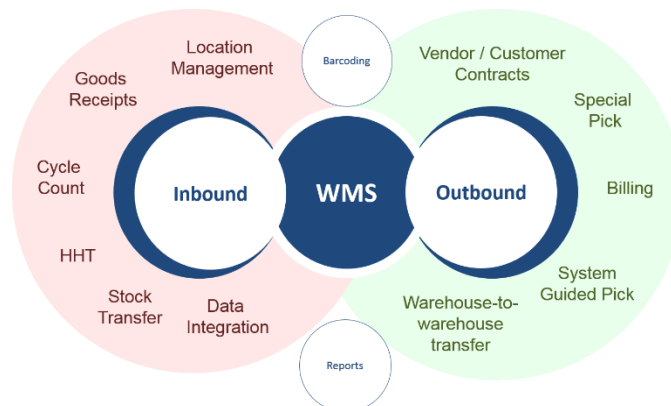 Location
Management
Goods
Receipts
Cycle
Count
HHT
Stock
Transfer
Data
Integration
Inbound
Barcoding
WMS
Reports
Outbound
Vendor / Customer
Contracts
Special
Pick
Billing
System
Guided Pick
Warehouse-to-
warehouse
transfer